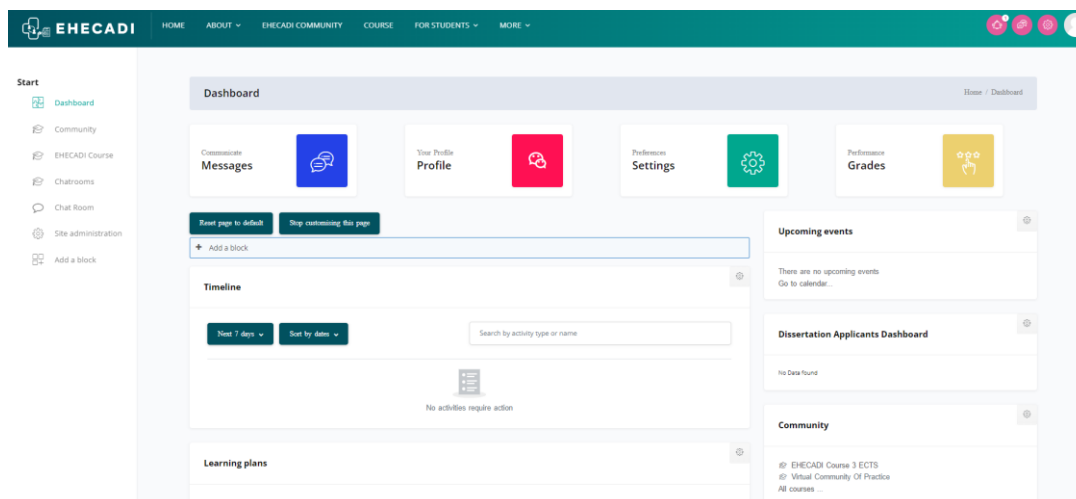 EHECADI
HOME ABOUT EHECADI COMMUNITY COURSE FOR STUDENTS MORE
Start
Dashboard
Community
EHECADI Course
Chatrooms
Chat Room
Site administration
Add a block
Dashboard
Home / Dashboard
Communicate
Messages
Your Profile
Profile
Preferences
Settings
Performance
Grades
Reset page to default Stop customising this page
+ Add a block
Timeline
Next 7 days Sort by dates Search by activity type or name
No activities require action
Learning plans
Upcoming events
There are no upcoming events
Go to calendar...
Dissertation Applicants Dashboard
No Data found
Community
EHECADI Course 3 ECTS
Virtual Community Of Practice
All courses ...